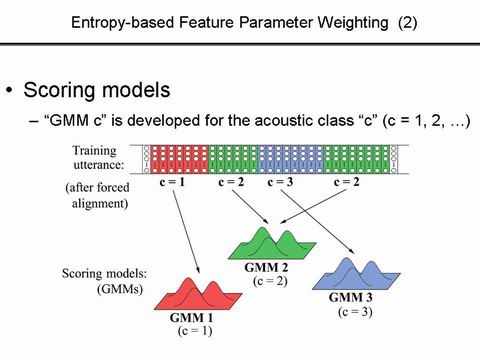 Entropy-based Feature Parameter Weighting (2)
• Scoring models
– “GMM c” is developed for the acoustic class “c” (c = 1, 2, …)
Training
utterance:
(after forced
alignment)
c = 1 c = 2 c = 3 c = 2
GMM 2
(c = 2)
Scoring models:
(GMMs)
GMM 1
(c = 1)
GMM 3
(c = 3)